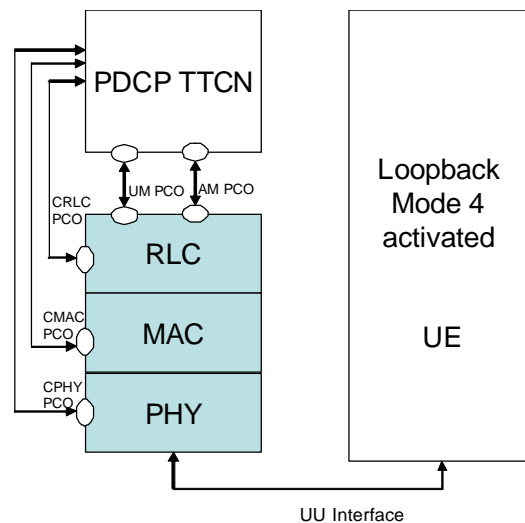 PDCP TTCN
UM PCO
AM PCO
CRLC
PCO
RLC
CMAC
PCO
MAC
CPHY
PCO
PHY
Loopback
Mode 4
activated
UE
UU Interface